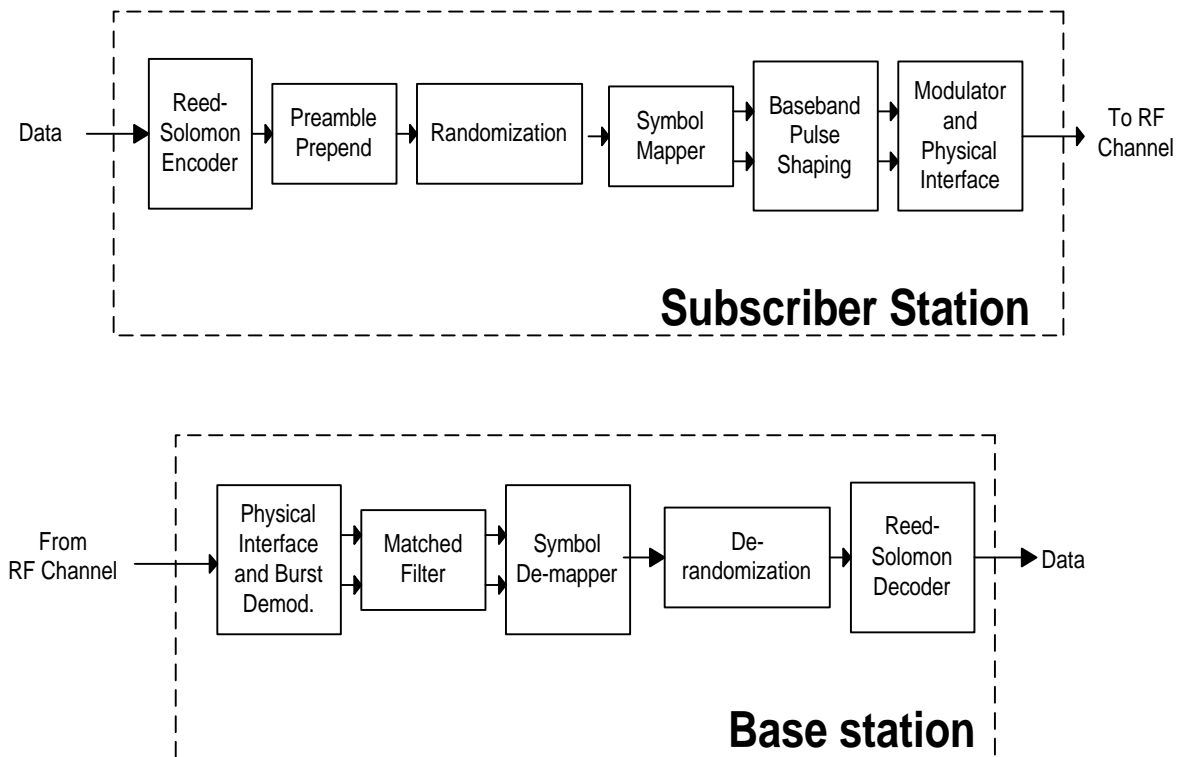 Data
Reed-
Solomon
Encoder
Preamble
Prepend
Randomization
Symbol
Mapper
Baseband
Pulse
Shaping
Modulator
and
Physical
Interface
To RF
Channel
Subscriber Station
From
RF Channel
Physical
Interface
and Burst
Demod.
Matched
Filter
Symbol
De-mapper
De-
randomization
Reed-
Solomon
Decoder
Data
Base station